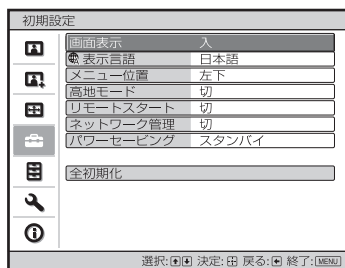 初期設定
画面表示 入
表示言語 日本語
メニュー位置 左下
高地モード 切
リモートスタート 切
ネットワーク管理 切
パワーセービング スタンバイ
全初期化
選択: 決定: 戻る: 終了:MENU